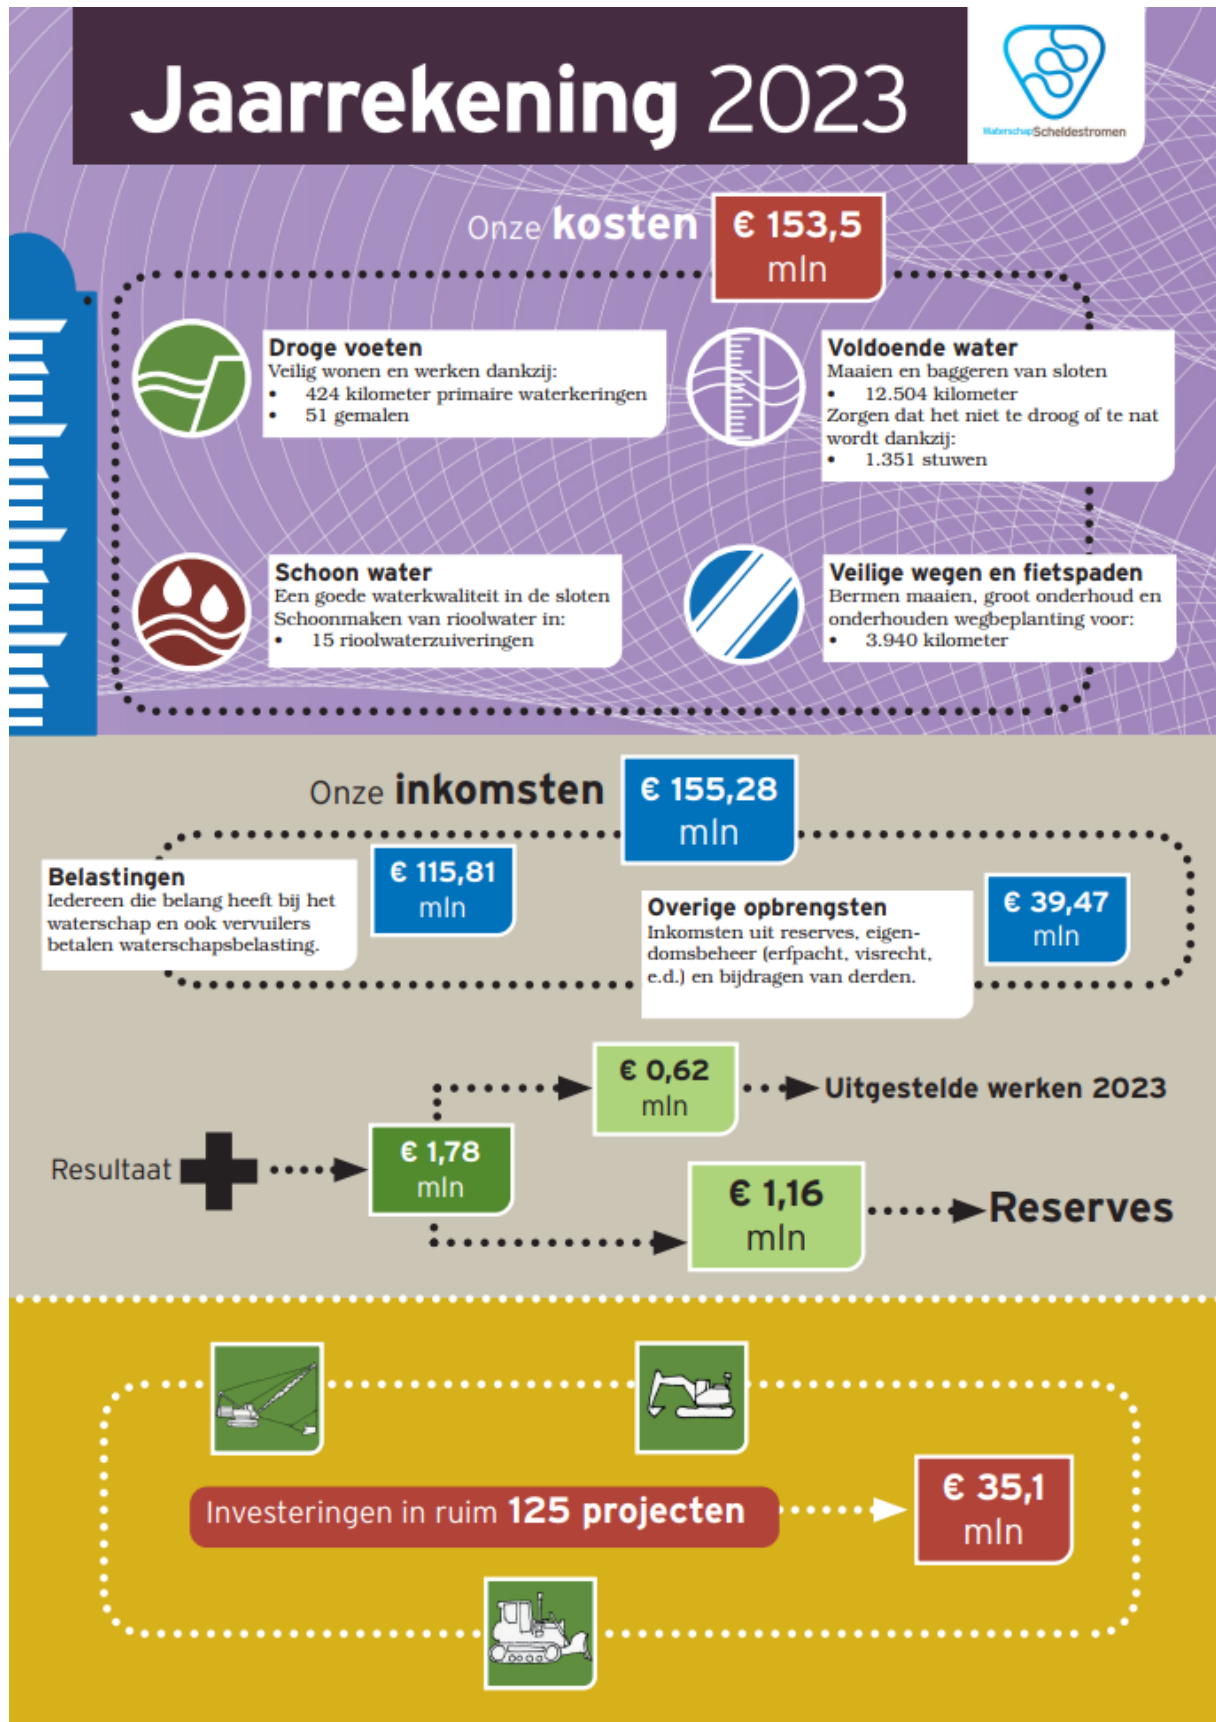 Jaarrekening 2023
WaterschapScheldestromen
Onze kosten
€ 153,5
mln
Droge voeten
Veilig wonen en werken dankzij:
• 424 kilometer primaire waterkeringen
• 51 gemalen
Voldoende water
Maaien en baggeren van sloten
• 12.504 kilometer
Zorgen dat het niet te droog of te nat
wordt dankzij:
• 1.351 stuwen
Schoon water
Een goede waterkwaliteit in de sloten
Schoonmaken van rioolwater in:
• 15 rioolwaterzuiveringen
Veilige wegen en fietspaden
Bermen maaien, groot onderhoud en
onderhouden wegbeplanting voor:
• 3.940 kilometer
Onze inkomsten
€ 155,28
mln
Belastingen
Iedereen die belang heeft bij het
waterschap en ook vervuilers
betalen waterschapsbelasting.
€ 115,81
mln
Overige opbrengsten
Inkomsten uit reserves, eigen-
domsbeheer (erfpacht, visrecht,
e.d.) en bijdragen van derden.
€ 39,47
mln
Resultaat
€ 1,78
mln
€ 0,62
mln
Uitgestelde werken 2023
€ 1,16
mln
Reserves
Investeringen in ruim 125 projecten
€ 35,1
mln